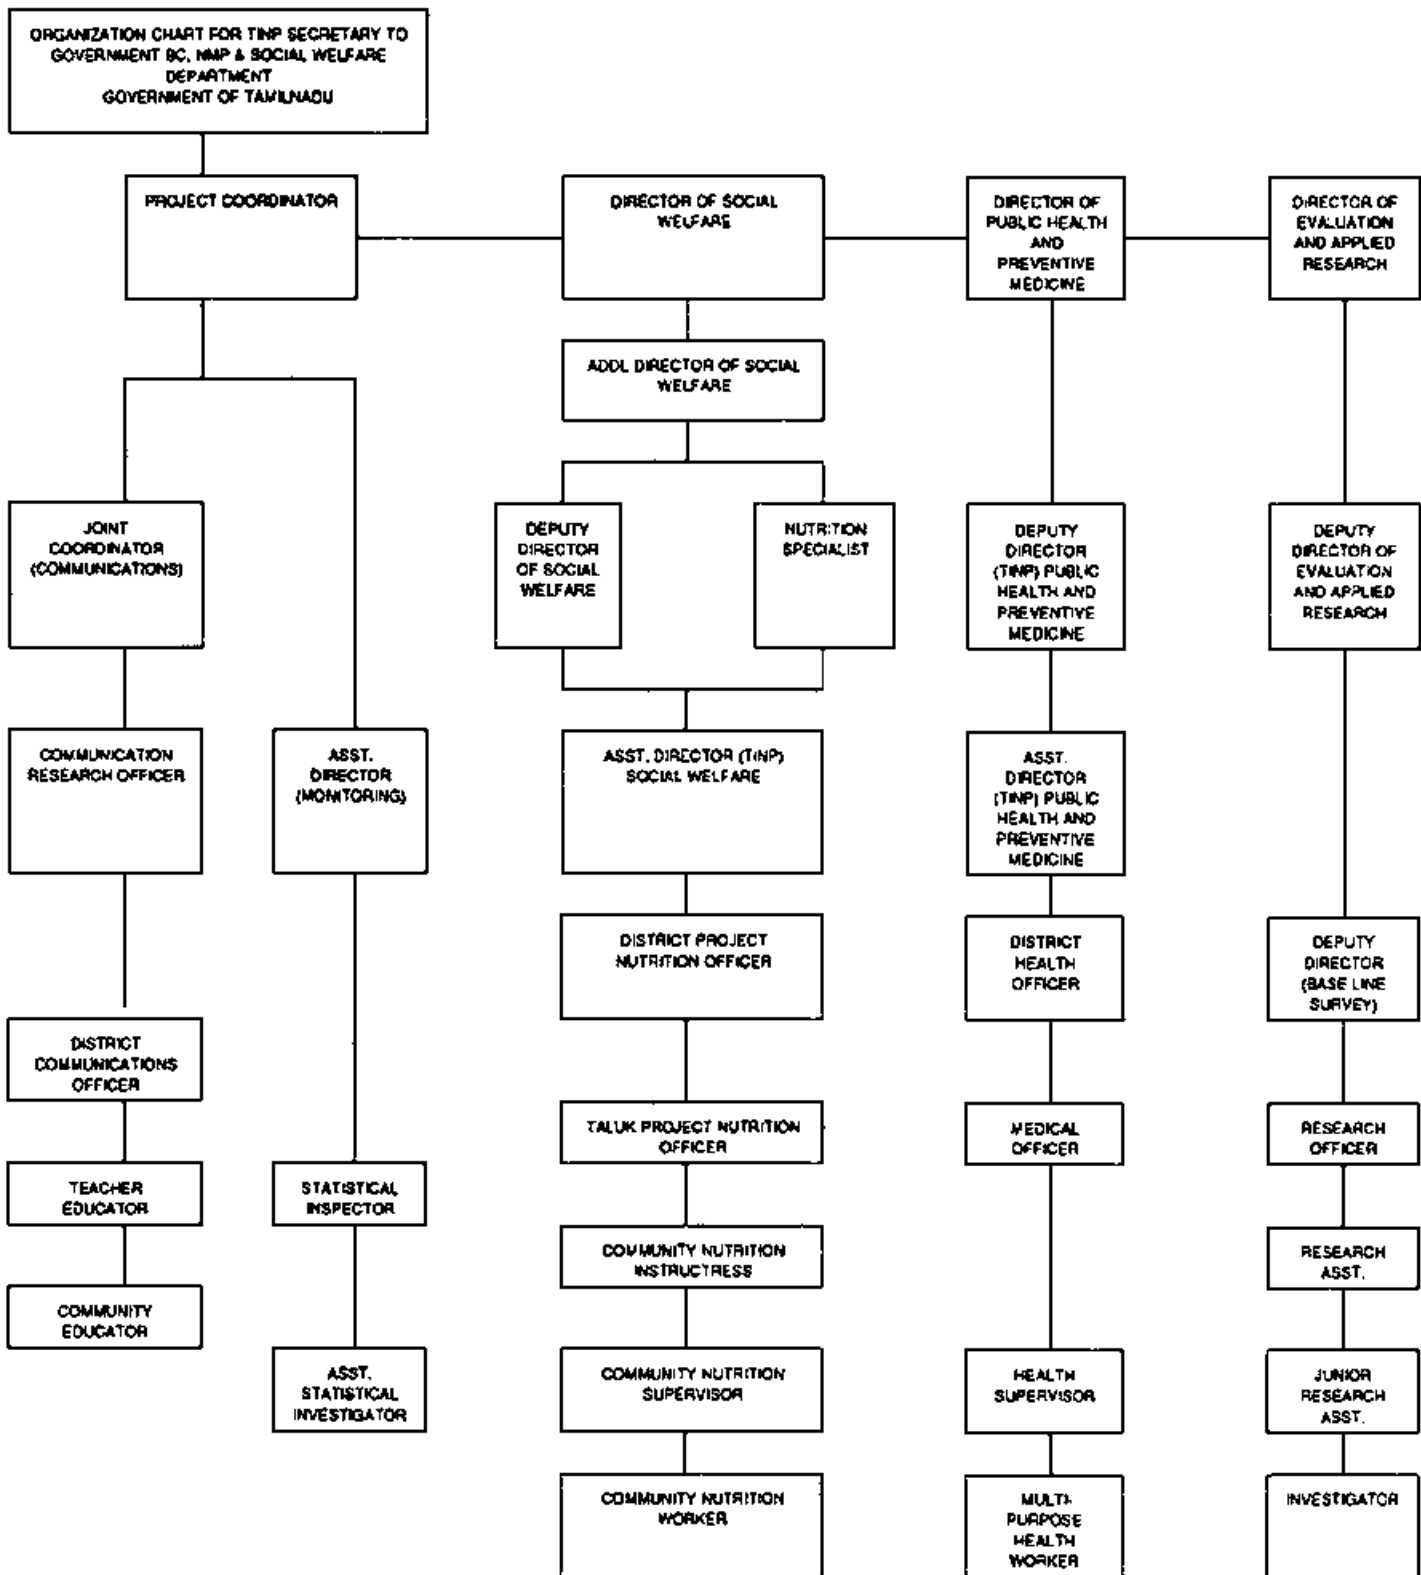 ORGANIZATION CHART FOR TINP SECRETARY TO
GOVERNMENT BC, NMP & SOCIAL WELFARE
DEPARTMENT
GOVERNMENT OF TAMILNADU
PROJECT COORDINATOR
DIRECTOR OF SOCIAL
WELFARE
DIRECTOR OF
PUBLIC HEALTH
AND
PREVENTIVE
MEDICINE
DIRECTOR OF
EVALUATION
AND APPLIED
RESEARCH
ADDL DIRECTOR OF SOCIAL
WELFARE
JOINT
COORDINATOR
(COMMUNICATIONS)
DEPUTY
DIRECTOR
OF SOCIAL
WELFARE
NUTRITION
SPECIALIST
DEPUTY
DIRECTOR
(TINP) PUBLIC
HEALTH AND
PREVENTIVE
MEDICINE
DEPUTY
DIRECTOR OF
EVALUATION
AND APPLIED
RESEARCH
COMMUNICATION
RESEARCH OFFICER
ASST.
DIRECTOR
(MONITORING)
ASST. DIRECTOR (TINP)
SOCIAL WELFARE
ASST.
DIRECTOR
(TINP) PUBLIC
HEALTH AND
PREVENTIVE
MEDICINE
DISTRICT PROJECT
NUTRITION OFFICER
DISTRICT
HEALTH
OFFICER
DEPUTY
DIRECTOR
(BASE LINE
SURVEY)
DISTRICT
COMMUNICATIONS
OFFICER
TALUK PROJECT NUTRITION
OFFICER
MEDICAL
OFFICER
RESEARCH
OFFICER
TEACHER
EDUCATOR
STATISTICAL
INSPECTOR
COMMUNITY NUTRITION
INSTRUCTRESS
RESEARCH
ASST.
COMMUNITY
EDUCATOR
ASST.
STATISTICAL
INVESTIGATOR
COMMUNITY NUTRITION
SUPERVISOR
HEALTH
SUPERVISOR
JUNIOR
RESEARCH
ASST.
COMMUNITY NUTRITION
WORKER
MULTI-
PURPOSE
HEALTH
WORKER
INVESTIGATOR